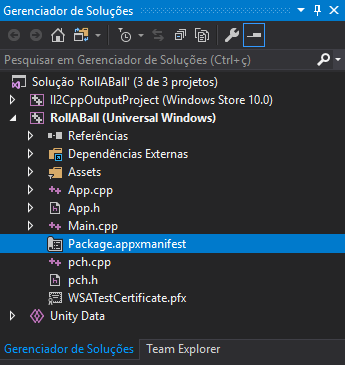 Gerenciador de Soluções
Pesquisar em Gerenciador de Soluções (Ctrl+ç)
Solução 'RollABall' (3 de 3 projetos)
Il2CppOutputProject (Windows Store 10.0)
RollABall (Universal Windows)
Referências
Dependências Externas
Assets
App.cpp
App.h
Main.cpp
Package.appxmanifest
pch.cpp
pch.h
WSATestCertificate.pfx
Unity Data
Gerenciador de Soluções Team Explorer